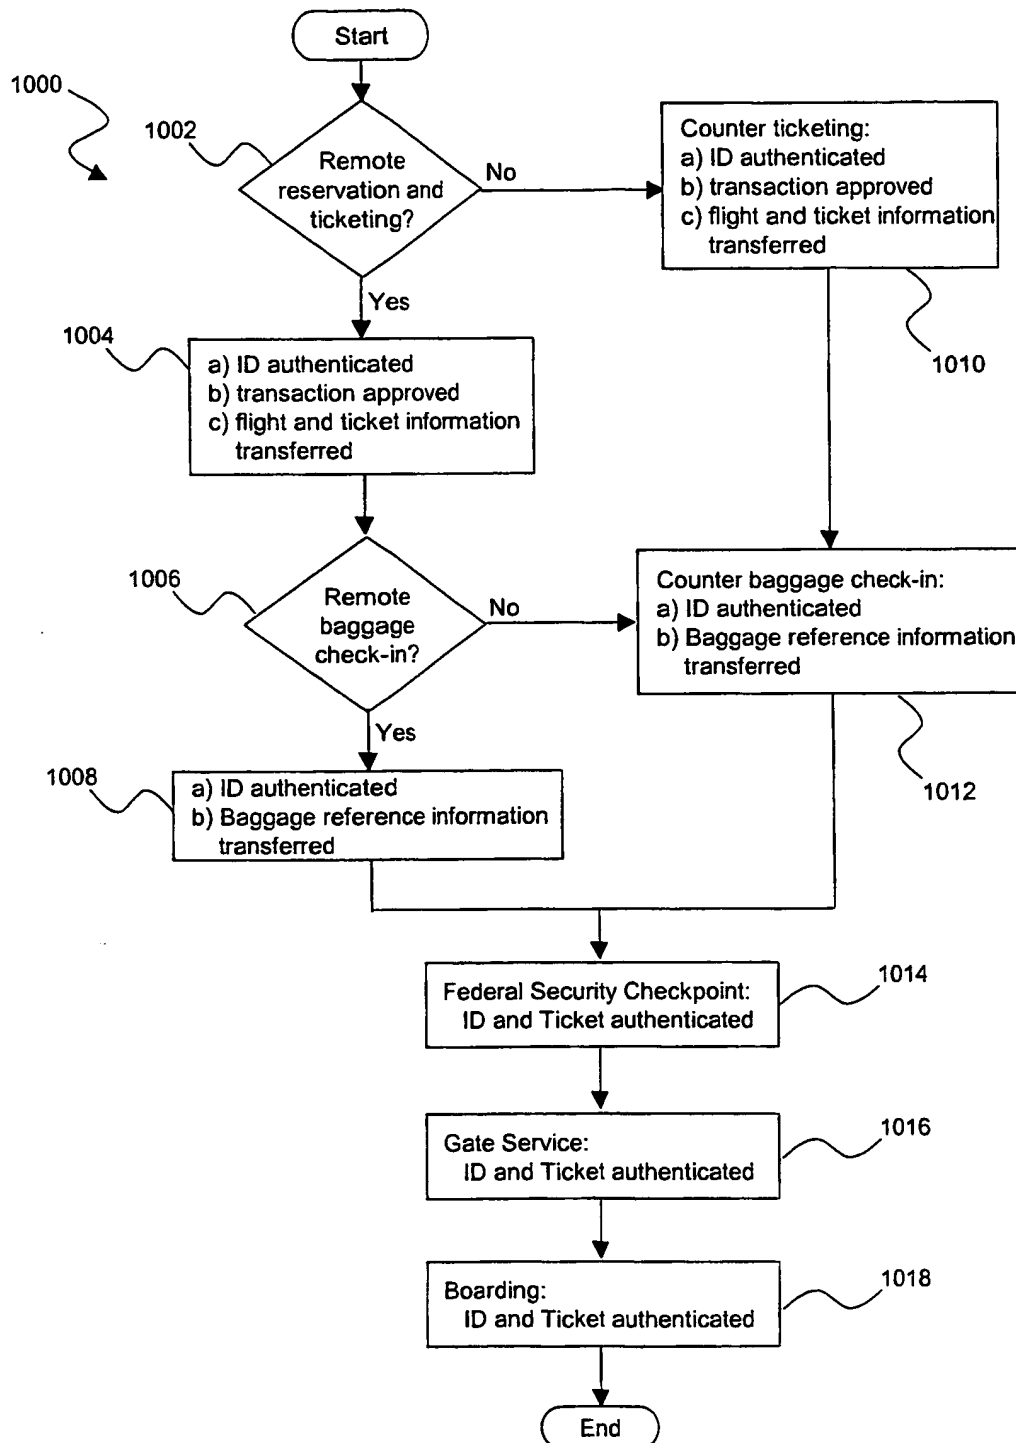 Start
1000
1002
Remote
reservation and
ticketing?
No
Counter ticketing:
a) ID authenticated
b) transaction approved
c) flight and ticket information
transferred
Yes
1004
1010
a) ID authenticated
b) transaction approved
c) flight and ticket information
transferred
1006
Remote
baggage
check-in?
No
Counter baggage check-in:
a) ID authenticated
b) Baggage reference information
transferred
Yes
1008
1012
a) ID authenticated
b) Baggage reference information
transferred
1014
Federal Security Checkpoint:
ID and Ticket authenticated
1016
Gate Service:
ID and Ticket authenticated
1018
Boarding:
ID and Ticket authenticated
End